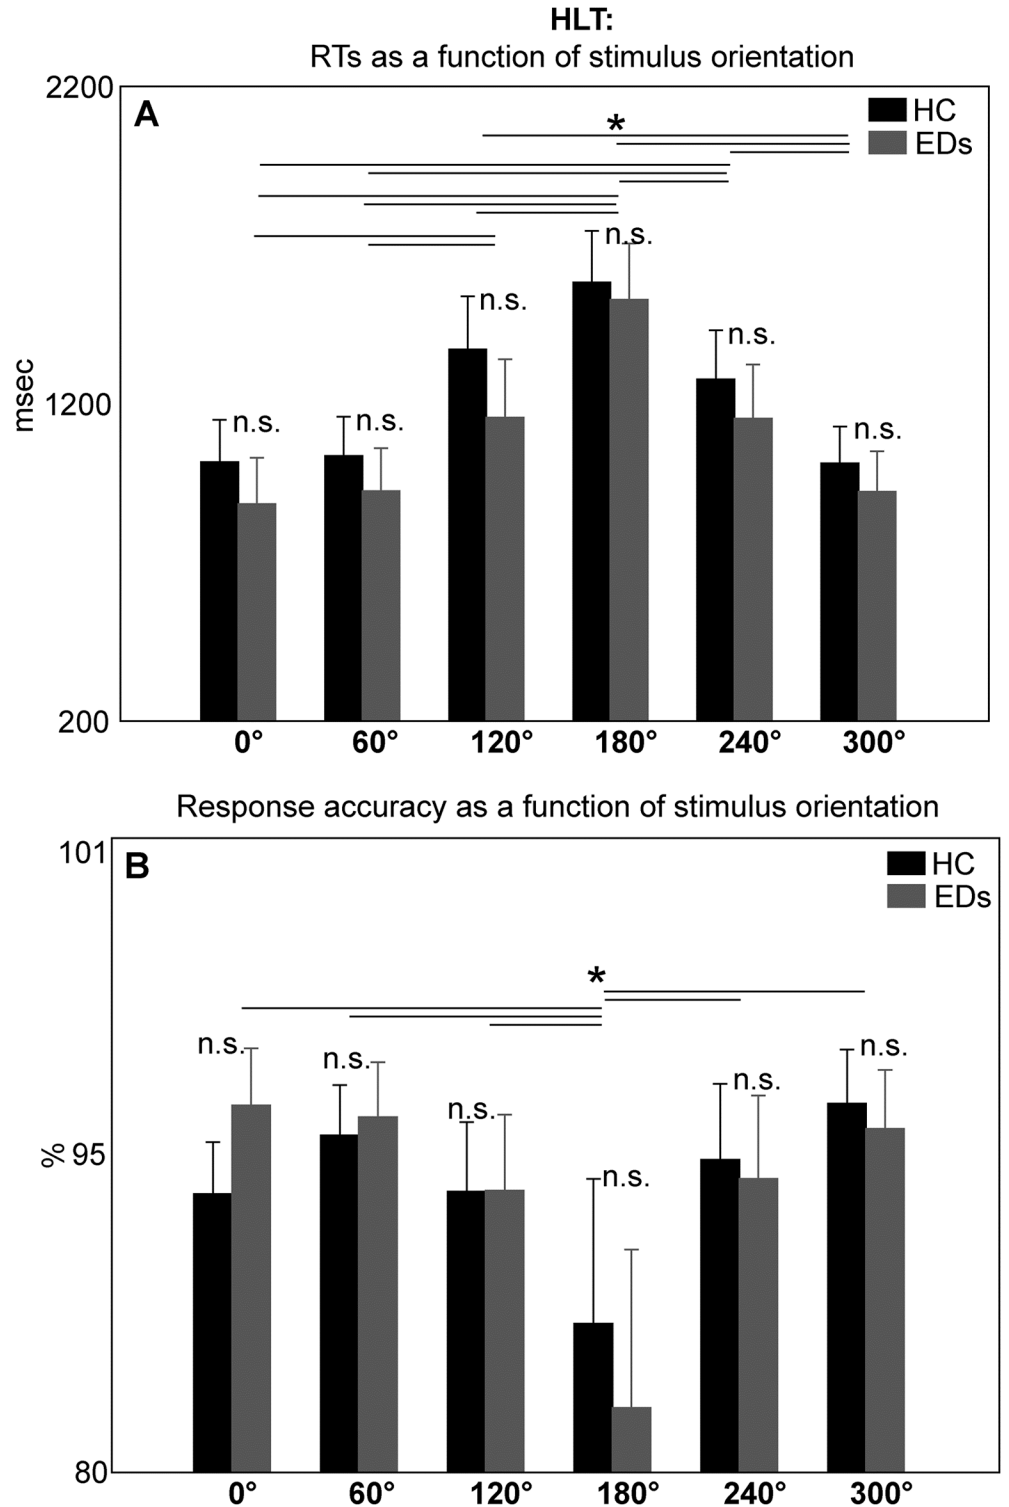 HLT:
RTs as a function of stimulus orientation
2200
A
*
HC
EDs
n.s.
n.s.
n.s.
n.s.
n.s.
n.s.
msec
1200
200
0° 60° 120° 180° 240° 300°
Response accuracy as a function of stimulus orientation
101
B
HC
EDs
*
n.s.
n.s.
n.s.
n.s.
n.s.
n.s.
% 95
80
0° 60° 120° 180° 240° 300°